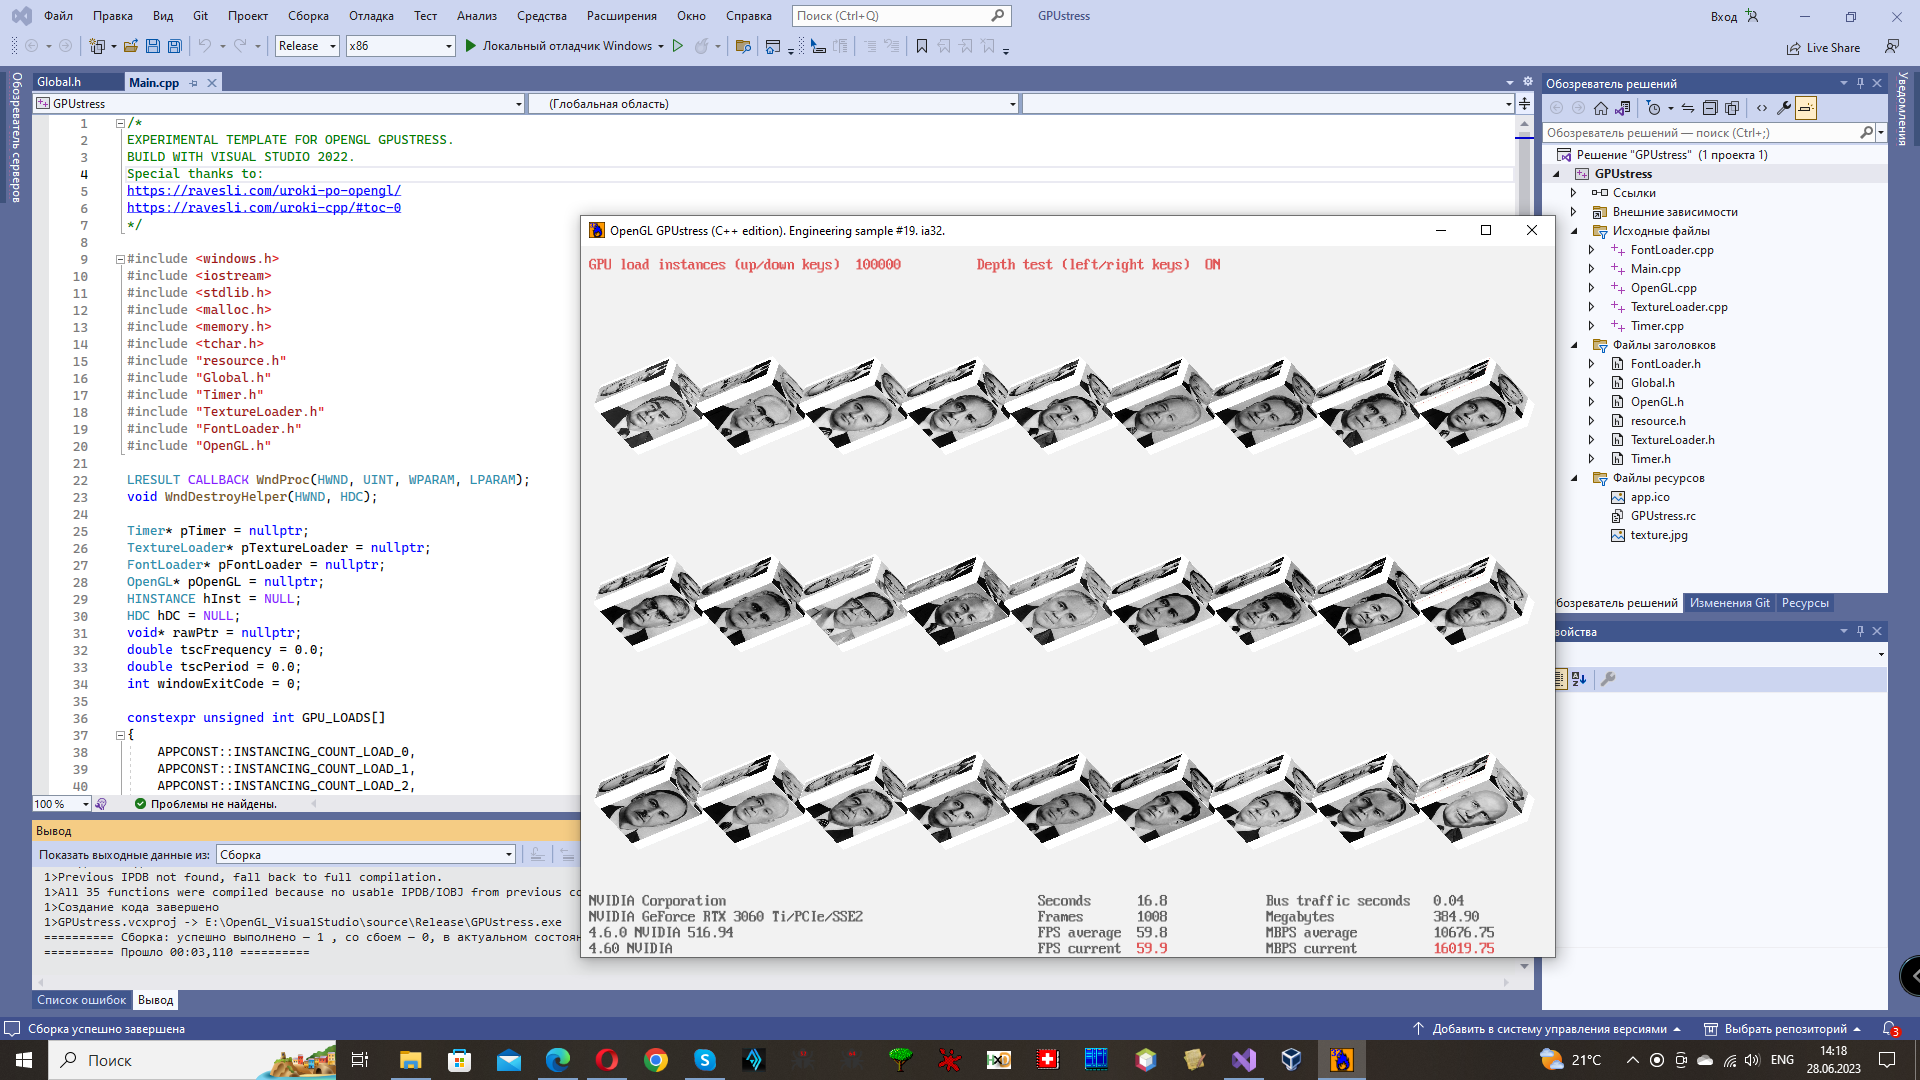 Файл Правка Вид Git Проект Сборка Отладка Тест Анализ Средства Расширения Окно Справка Поиск (Ctrl+Q) GPUstress Вход
Release x86 Локальный отладчик Windows Live Share
Обозреватель серверов
Global.h Main.cpp
GPUstress (Глобальная область)
1 /*
2 EXPERIMENTAL TEMPLATE FOR OPENGL GPUSTRESS.
3 BUILD WITH VISUAL STUDIO 2022.
4 Special thanks to:
5 https://ravesli.com/uroki-po-opengl/
6 https://ravesli.com/uroki-cpp/#toc-0
7 */
8
9 #include <windows.h>
10 #include <iostream>
11 #include <stdlib.h>
12 #include <malloc.h>
13 #include <memory.h>
14 #include <tchar.h>
15 #include "resource.h"
16 #include "Global.h"
17 #include "Timer.h"
18 #include "TextureLoader.h"
19 #include "FontLoader.h"
20 #include "OpenGL.h"
21
22 LRESULT CALLBACK WndProc(HWND, UINT, WPARAM, LPARAM);
23 void WndDestroyHelper(HWND, HDC);
24
25 Timer* pTimer = nullptr;
26 TextureLoader* pTextureLoader = nullptr;
27 FontLoader* pFontLoader = nullptr;
28 OpenGL* pOpenGL = nullptr;
29 HINSTANCE hInst = NULL;
30 HDC hDC = NULL;
31 void* rawPtr = nullptr;
32 double tscFrequency = 0.0;
33 double tscPeriod = 0.0;
34 int windowExitCode = 0;
35
36 constexpr unsigned int GPU_LOADS[]
37 {
38 APPCONST::INSTANCING_COUNT_LOAD_0,
39 APPCONST::INSTANCING_COUNT_LOAD_1,
40 APPCONST::INSTANCING_COUNT_LOAD_2,
100 % Проблемы не найдены.
Вывод
Показать выходные данные из: Сборка
1>Previous IPDB not found, fall back to full compilation.
1>All 35 functions were compiled because no usable IPDB/IOBJ from previous co
1>Создание кода завершено
1>GPUstress.vcxproj -> E:\OpenGL_VisualStudio\source\Release\GPUstress.exe
========== Сборка: успешно выполнено — 1 , со сбоем — 0, в актуальном состоян
========== Прошло 00:03,110 ==========
Список ошибок Вывод
OpenGL GPUstress (C++ edition). Engineering sample #19. ia32.
GPU load instances (up/down keys) 100000 Depth test (left/right keys) ON
NVIDIA Corporation Seconds 16.8 Bus traffic seconds 0.04
NVIDIA GeForce RTX 3060 Ti/PCIe/SSE2 Frames 1008 Megabytes 384.90
4.6.0 NVIDIA 516.94 FPS average 59.8 MBPS average 10676.75
4.60 NVIDIA FPS current 59.9 MBPS current 16019.75
Обозреватель решений
Обозреватель решений — поиск (Ctrl+;)
Решение "GPUstress" (1 проекта 1)
GPUstress
Ссылки
Внешние зависимости
Исходные файлы
FontLoader.cpp
Main.cpp
OpenGL.cpp
TextureLoader.cpp
Timer.cpp
Файлы заголовков
FontLoader.h
Global.h
OpenGL.h
resource.h
TextureLoader.h
Timer.h
Файлы ресурсов
app.ico
GPUstress.rc
texture.jpg
бозреватель решений Изменения Git Ресурсы
войства
Уведомления
Сборка успешно завершена Добавить в систему управления версиями Выбрать репозиторий 3
Поиск 21°C ENG 14:18
28.06.2023